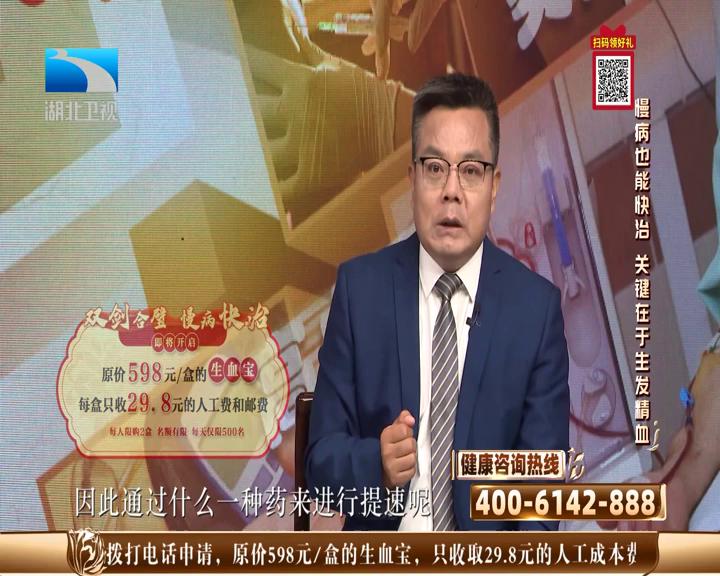 湖北卫视
扫码领好礼
慢病也能快治 关键在于生发精血
双剑合璧 慢病快治
即将开启
原价598元/盒的生血宝
每盒只收29.8元的人工费和邮费
每人限购2盒 名额有限 每天仅限500名
健康咨询热线
400-6142-888
因此通过什么一种药来进行提速呢
拨打电话申请，原价598元/盒的生血宝，只收取29.8元的人工成本费